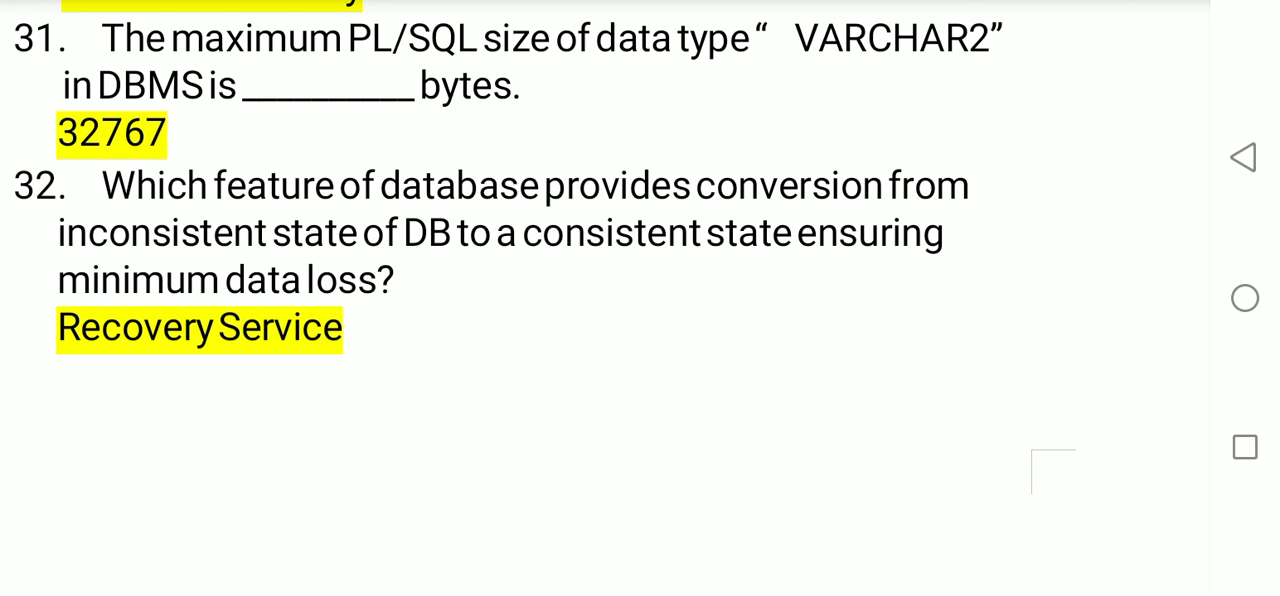 31. The maximum PL/SQL size of data type “ VARCHAR2”
in DBMS is __________ bytes.
32767
32. Which feature of database provides conversion from
inconsistent state of DB to a consistent state ensuring
minimum data loss?
Recovery Service